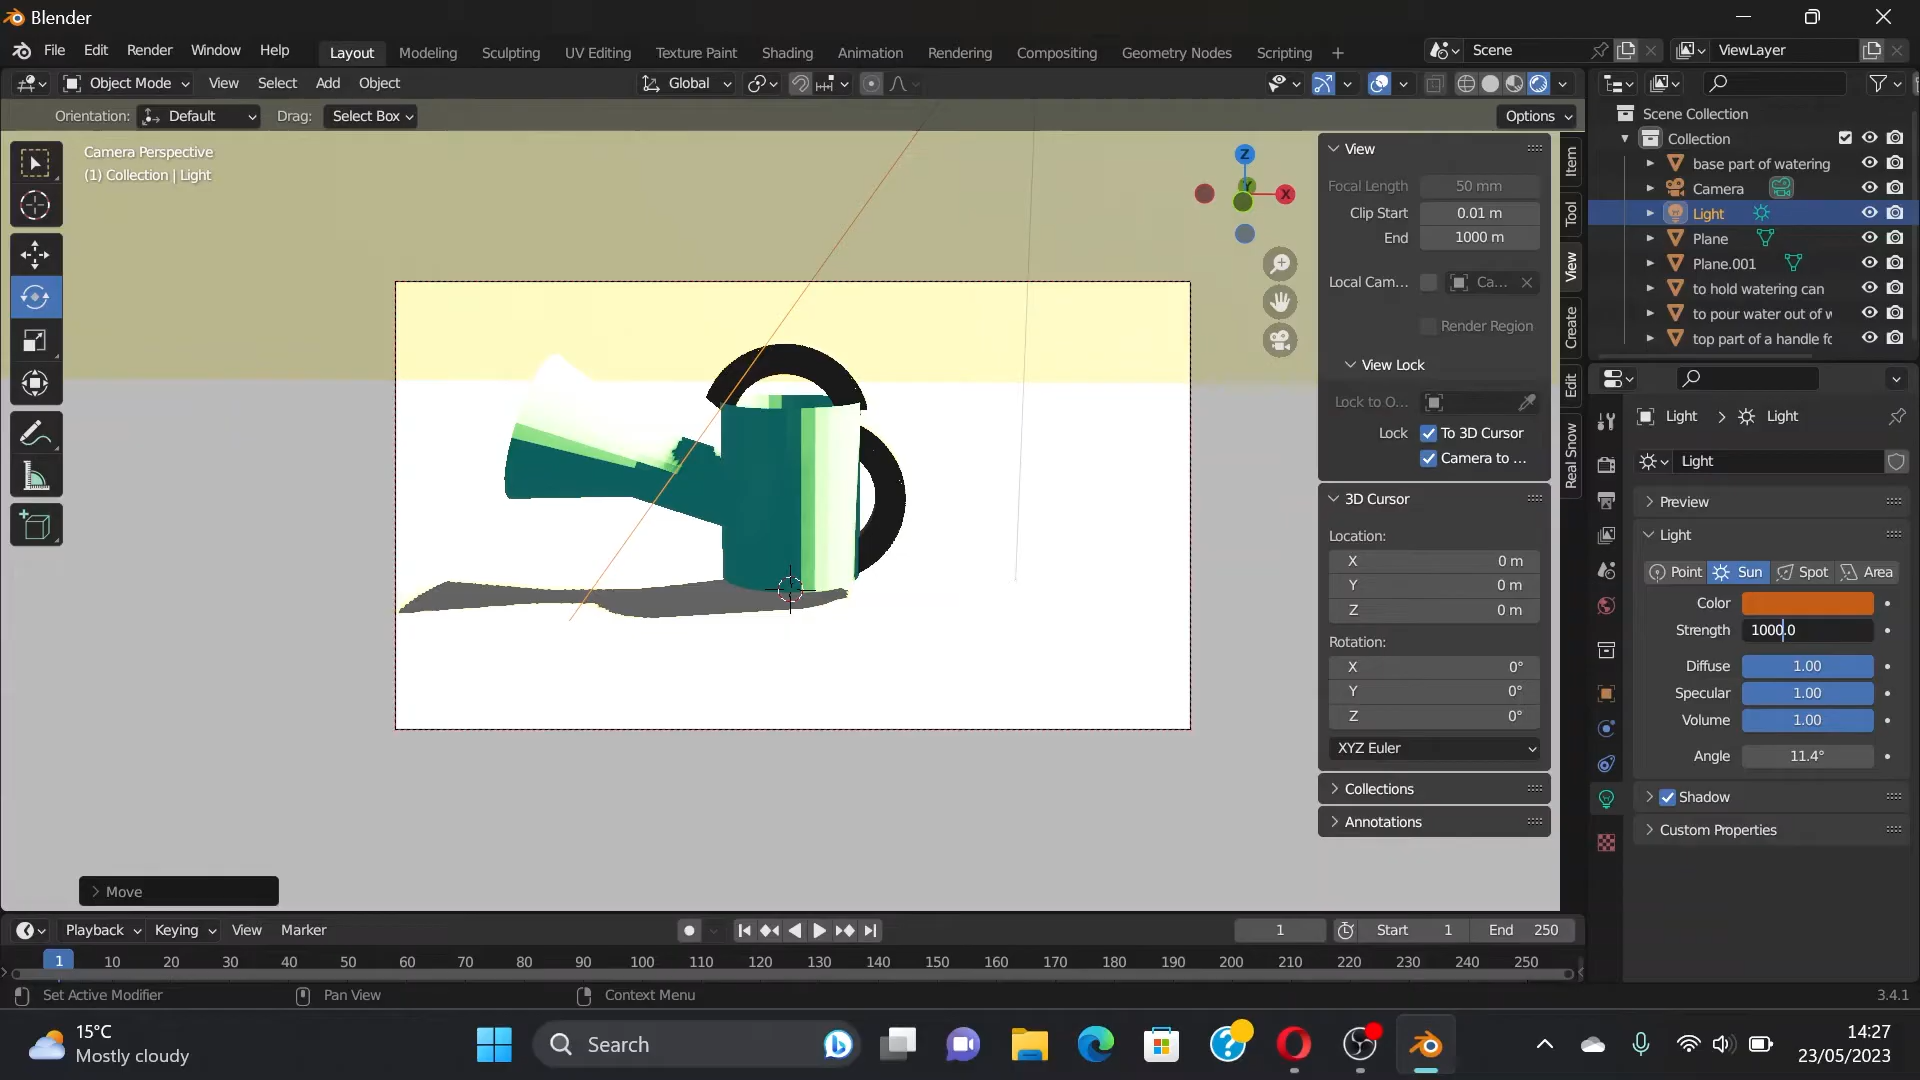 Blender
File Edit Render Window Help Layout Modeling Sculpting UV Editing Texture Paint Shading Animation Rendering Compositing Geometry Nodes Scripting + Scene ViewLayer
Object Mode View Select Add Object Global
Orientation: Default Drag: Select Box Options
Camera Perspective
(1) Collection | Light
Z
Y
X
View
Focal Length 50 mm
Clip Start 0.01 m
End 1000 m
Local Cam... Ca...
Render Region
View Lock
Lock to O...
Lock To 3D Cursor
Camera to ...
3D Cursor
Location:
X 0 m
Y 0 m
Z 0 m
Rotation:
X 0°
Y 0°
Z 0°
XYZ Euler
Collections
Annotations
Item
Tool
View
Create
Edit
Real Snow
Scene Collection
Collection
base part of watering
Camera
Light
Plane
Plane.001
to hold watering can
to pour water out of w
top part of a handle fo
Light > Light
Light
Preview
Light
Point Sun Spot Area
Color
Strength 1000.0
Diffuse 1.00
Specular 1.00
Volume 1.00
Angle 11.4°
Shadow
Custom Properties
Move
Playback Keying View Marker 1 Start 1 End 250
1 10 20 30 40 50 60 70 80 90 100 110 120 130 140 150 160 170 180 190 200 210 220 230 240 250
Set Active Modifier Pan View Context Menu 3.4.1
15°C
Mostly cloudy
Search
14:27
23/05/2023